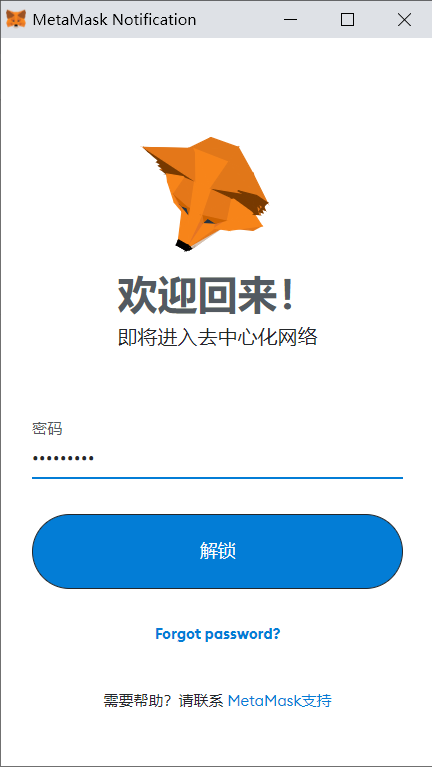 MetaMask Notification
欢迎回来！
即将进入去中心化网络
密码
•••••••••
解锁
Forgot password?
需要帮助？请联系 MetaMask支持